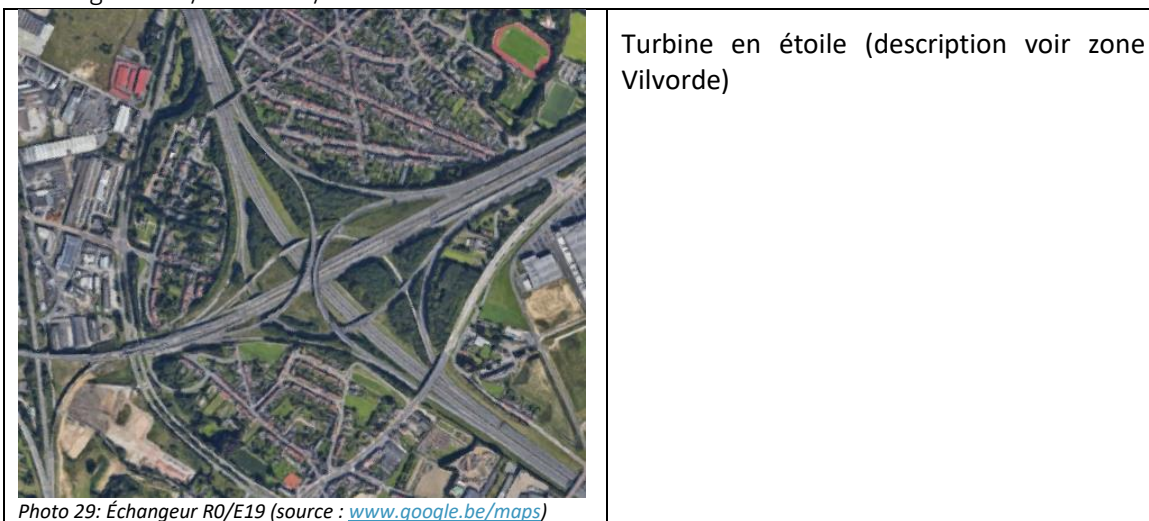 Turbine en étoile (description voir zone
Vilvorde)
Photo 29: Échangeur R0/E19 (source : www.google.be/maps)